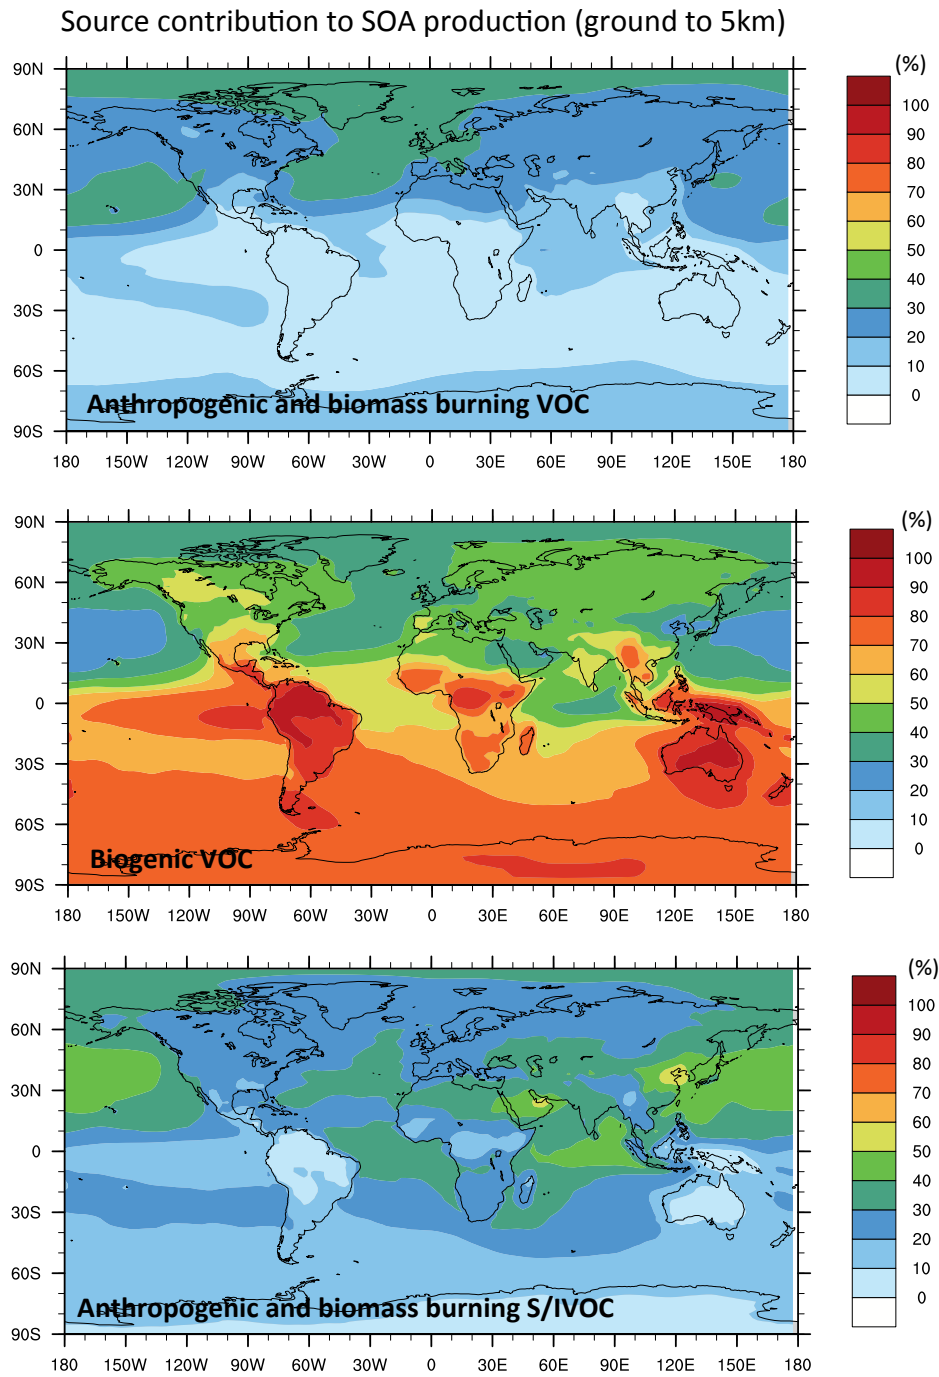 Source contribution to SOA production (ground to 5km)
(%)
90N
60N
30N
0
30S
60S
90S
180 150W 120W 90W 60W 30W 0 30E 60E 90E 120E 150E 180
100
90
80
70
60
50
40
30
20
10
0
Anthropogenic and biomass burning VOC
(%)
90N
60N
30N
0
30S
60S
90S
180 150W 120W 90W 60W 30W 0 30E 60E 90E 120E 150E 180
100
90
80
70
60
50
40
30
20
10
0
Biogenic VOC
(%)
90N
60N
30N
0
30S
60S
90S
180 150W 120W 90W 60W 30W 0 30E 60E 90E 120E 150E 180
100
90
80
70
60
50
40
30
20
10
0
Anthropogenic and biomass burning S/IVOC